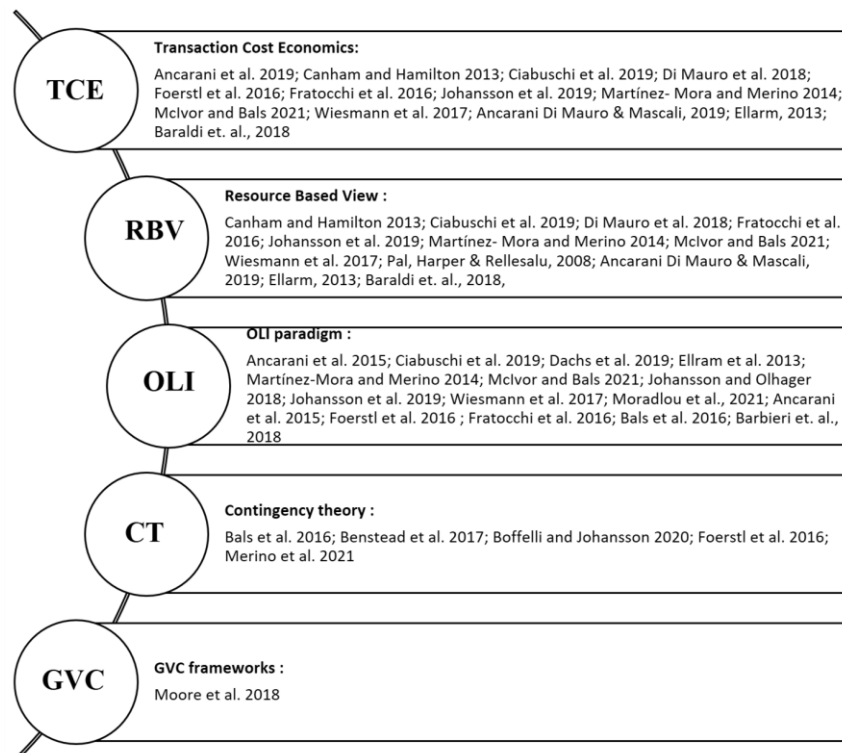 TCE
Transaction Cost Economics:
Ancarani et al. 2019; Canham and Hamilton 2013; Ciabuschi et al. 2019; Di Mauro et al. 2018;
Foerstl et al. 2016; Fratocchi et al. 2016; Johansson et al. 2019; Martínez- Mora and Merino 2014;
McIvor and Bals 2021; Wiesmann et al. 2017; Ancarani Di Mauro & Mascali, 2019; Ellarm, 2013;
Baraldi et. al., 2018
RBV
Resource Based View :
Canham and Hamilton 2013; Ciabuschi et al. 2019; Di Mauro et al. 2018; Fratocchi et al.
2016; Johansson et al. 2019; Martínez- Mora and Merino 2014; McIvor and Bals 2021;
Wiesmann et al. 2017; Pal, Harper & Rellesalu, 2008; Ancarani Di Mauro & Mascali,
2019; Ellarm, 2013; Baraldi et. al., 2018,
OLI
OLI paradigm :
Ancarani et al. 2015; Ciabuschi et al. 2019; Dachs et al. 2019; Ellram et al. 2013;
Martínez-Mora and Merino 2014; McIvor and Bals 2021; Johansson and Olhager
2018; Johansson et al. 2019; Wiesmann et al. 2017; Moradlou et al., 2021; Ancarani
et al. 2015; Foerstl et al. 2016 ; Fratocchi et al. 2016; Bals et al. 2016; Barbieri et. al.,
2018
CT
Contingency theory :
Bals et al. 2016; Benstead et al. 2017; Boffelli and Johansson 2020; Foerstl et al. 2016;
Merino et al. 2021
GVC
GVC frameworks :
Moore et al. 2018